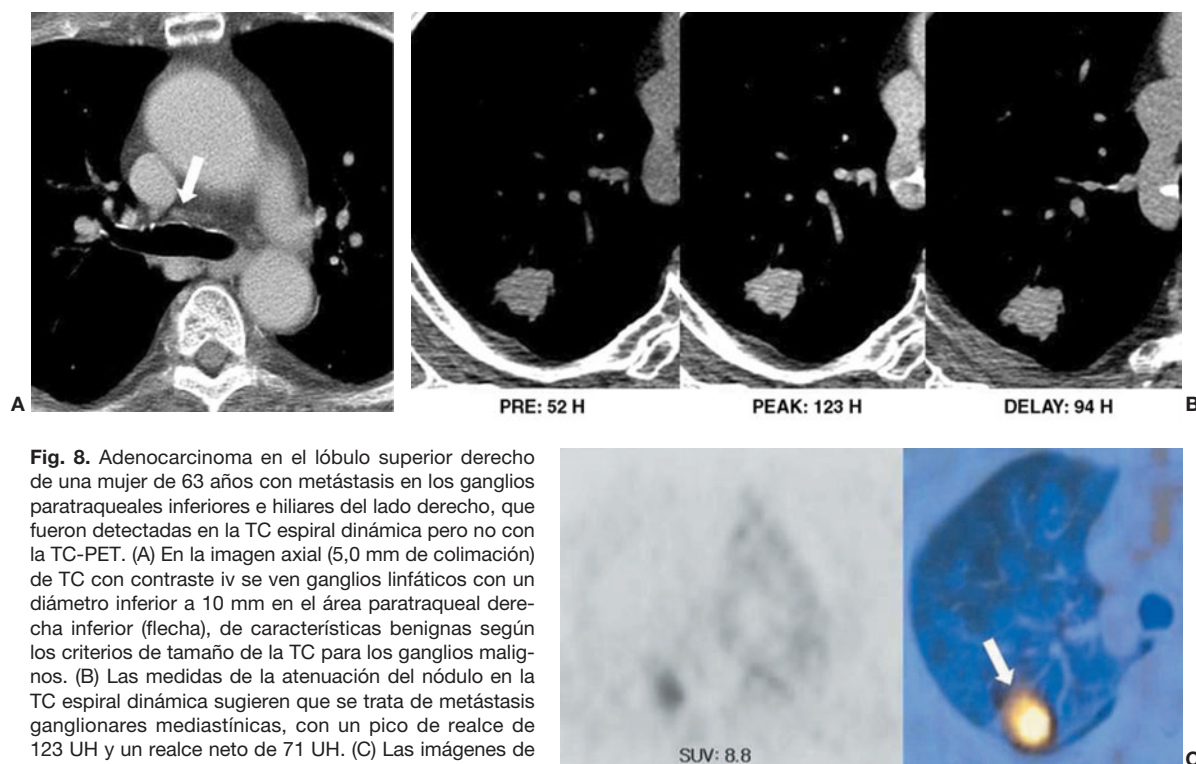 A
PRE: 52 H
PEAK: 123 H
DELAY: 94 H
B
Fig. 8. Adenocarcinoma en el lóbulo superior derecho
de una mujer de 63 años con metástasis en los ganglios
paratraqueales inferiores e hiliares del lado derecho, que
fueron detectadas en la TC espiral dinámica pero no con
la TC-PET. (A) En la imagen axial (5,0 mm de colimación)
de TC con contraste iv se ven ganglios linfáticos con un
diámetro inferior a 10 mm en el área paratraqueal dere-
cha inferior (flecha), de características benignas según
los criterios de tamaño de la TC para los ganglios malig-
nos. (B) Las medidas de la atenuación del nódulo en la
TC espiral dinámica sugieren que se trata de metástasis
ganglionares mediastínicas, con un pico de realce de
123 UH y un realce neto de 71 UH. (C) Las imágenes de
SUV: 8.8
C